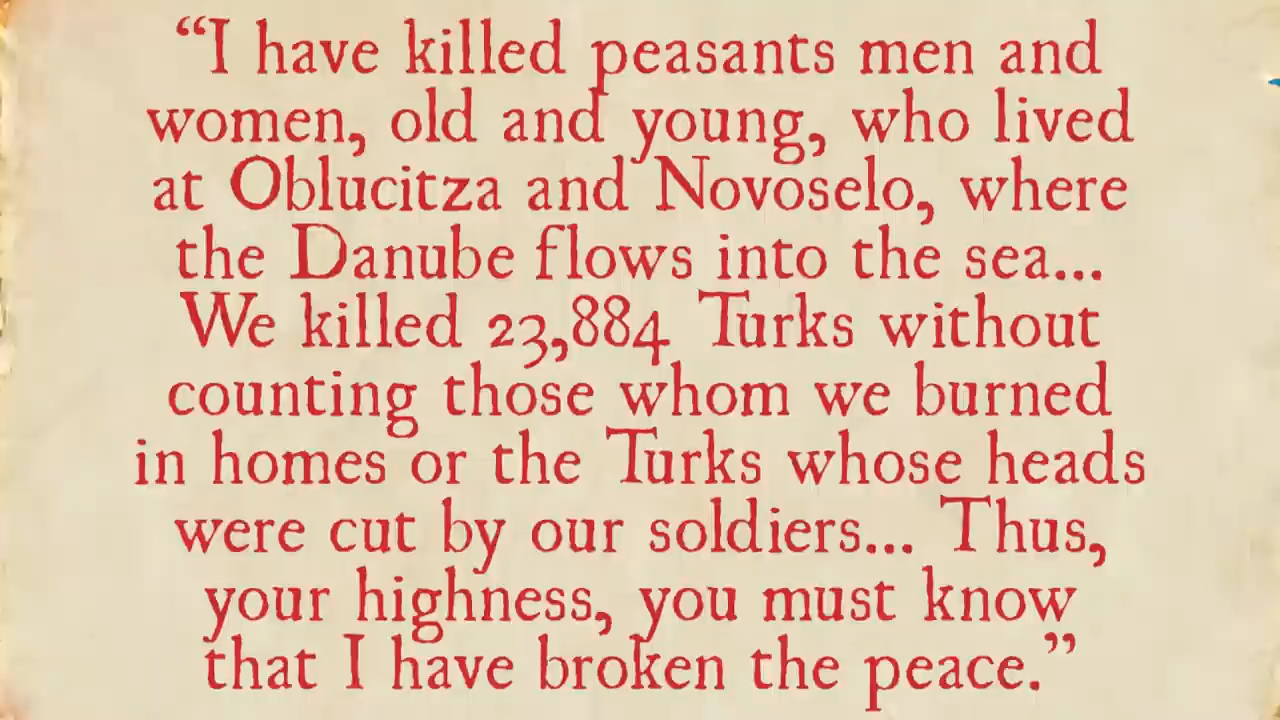 “I have killed peasants men and
women, old and young, who lived
at Oblucitza and Novoselo, where
the Danube flows into the sea...
We killed 23,884 Turks without
counting those whom we burned
in homes or the Turks whose heads
were cut by our soldiers... Thus,
your highness, you must know
that I have broken the peace.”